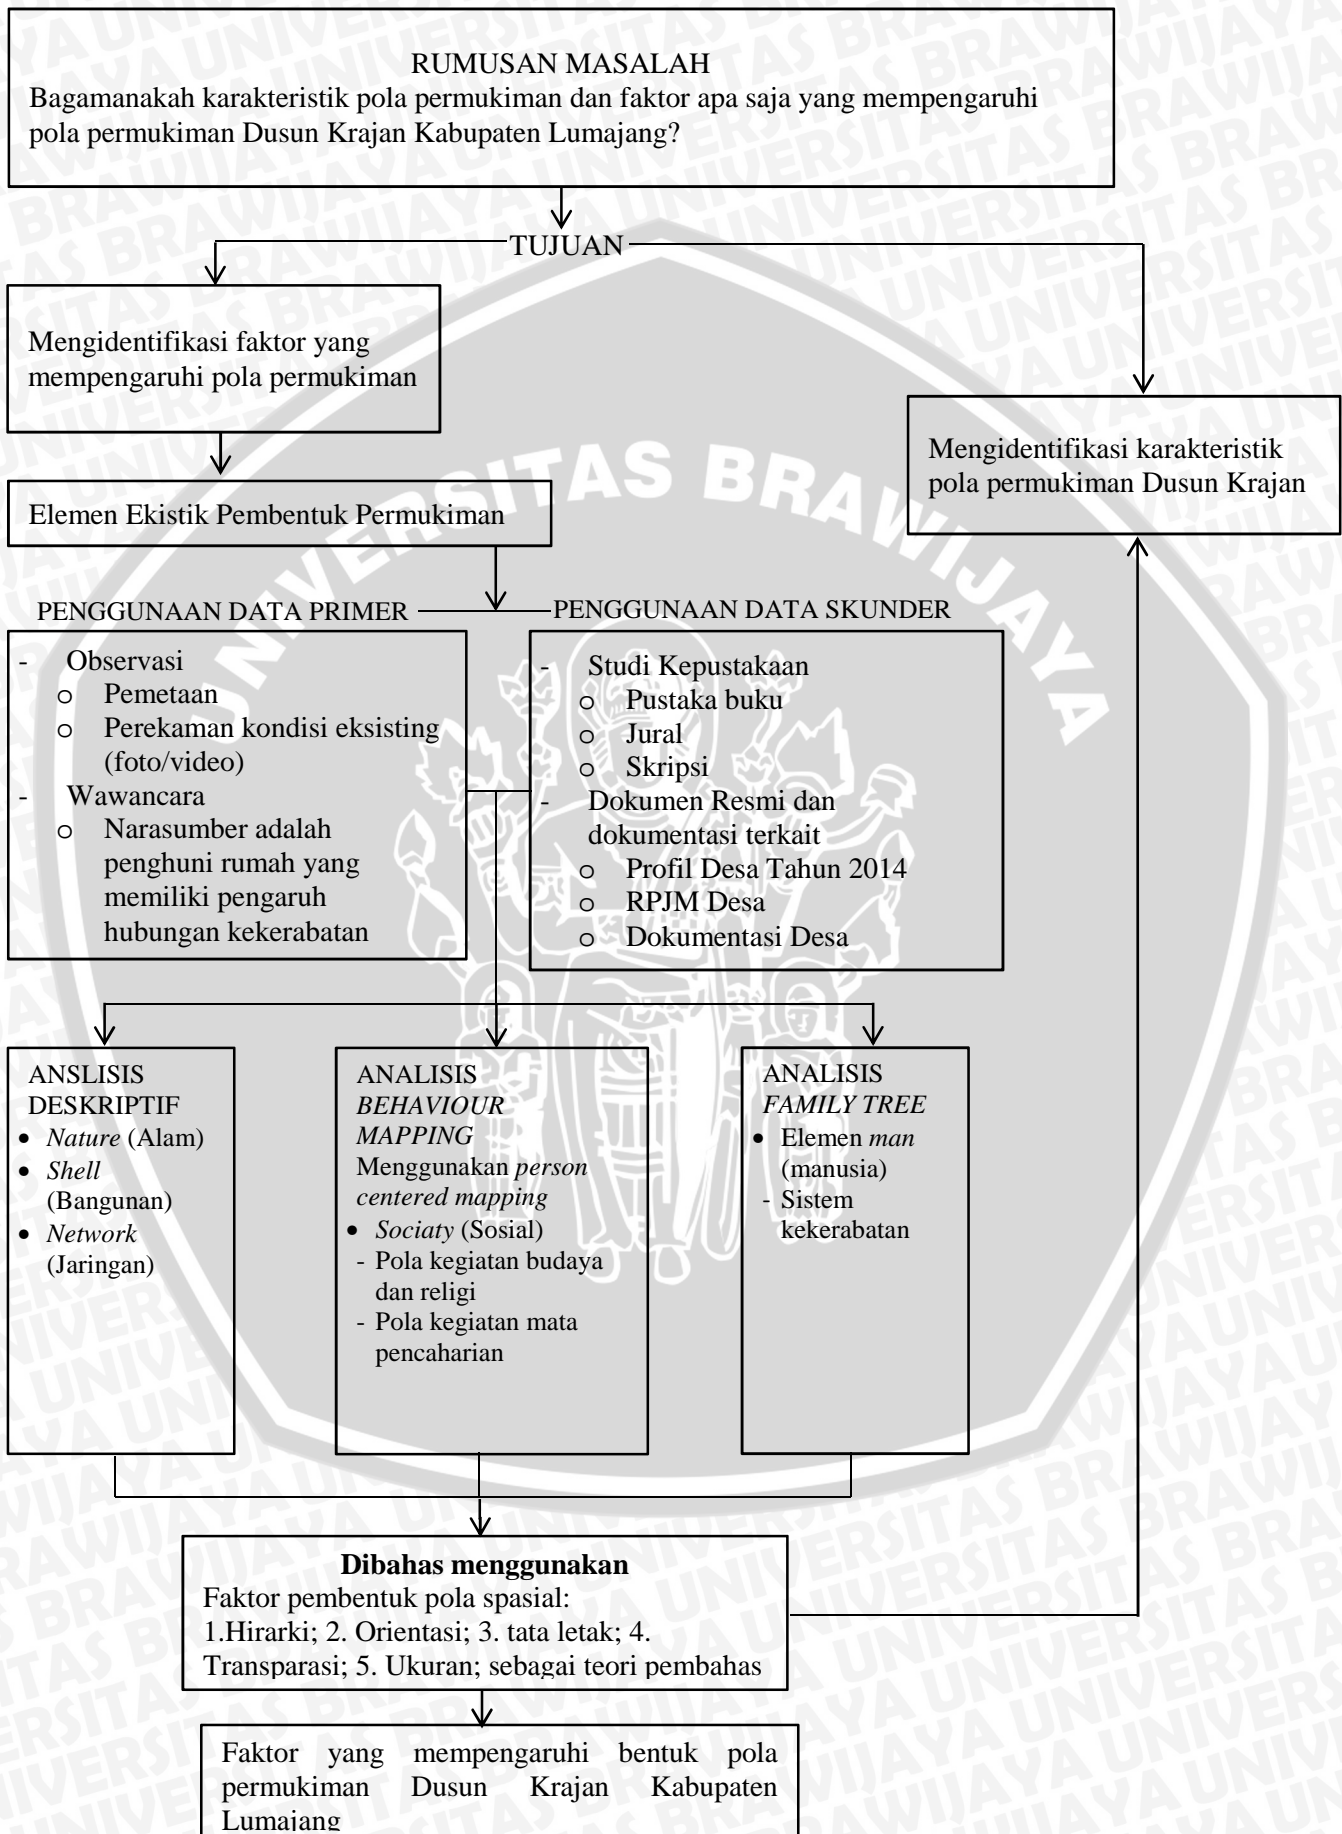 RUMUSAN MASALAH
Bagamanakah karakteristik pola permukiman dan faktor apa saja yang mempengaruhi
pola permukiman Dusun Krajan Kabupaten Lumajang?
TUJUAN
Mengidentifikasi faktor yang
mempengaruhi pola permukiman
Mengidentifikasi karakteristik
pola permukiman Dusun Krajan
Elemen Ekistik Pembentuk Permukiman
UNIVERSITAS BRAWIJAYA
PENGGUNAAN DATA PRIMER
- Observasi
o Pemetaan
o Perekaman kondisi eksisting
(foto/video)
- Wawancara
o Narasumber adalah
penghuni rumah yang
memiliki pengaruh
hubungan kekerabatan
PENGGUNAAN DATA SKUNDER
- Studi Kepustakaan
o Pustaka buku
o Jural
o Skripsi
- Dokumen Resmi dan
dokumentasi terkait
o Profil Desa Tahun 2014
o RPJM Desa
o Dokumentasi Desa
ANSLISIS
DESKRIPTIF
• Nature (Alam)
• Shell
(Bangunan)
• Network
(Jaringan)
ANALISIS
BEHAVIOUR
MAPPING
Menggunakan person
centered mapping
• Sociaty (Sosial)
- Pola kegiatan budaya
dan religi
- Pola kegiatan mata
pencaharian
ANALISIS
FAMILY TREE
• Elemen man
(manusia)
- Sistem
kekerabatan
Dibahas menggunakan
Faktor pembentuk pola spasial:
1.Hirarki; 2. Orientasi; 3. tata letak; 4.
Transparasi; 5. Ukuran; sebagai teori pembahas
Faktor yang mempengaruhi bentuk pola
permukiman Dusun Krajan Kabupaten
Lumajang